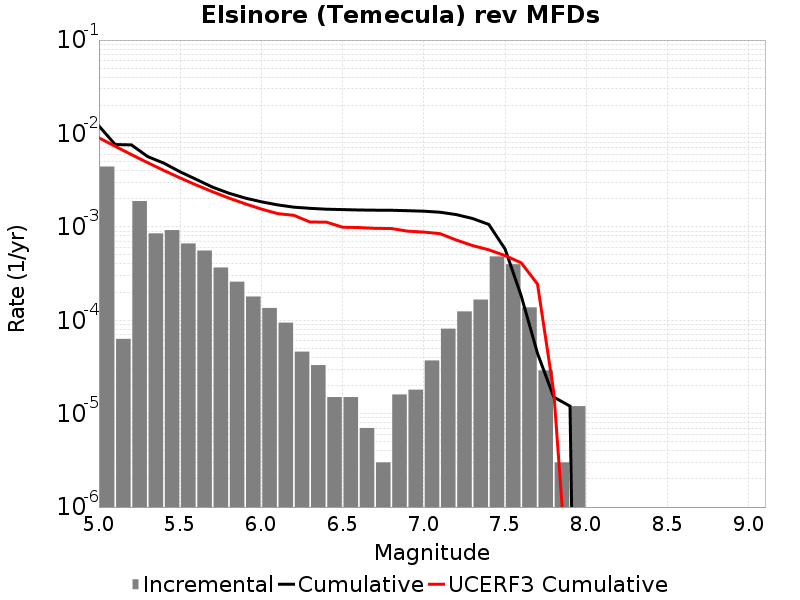 Elsinore (Temecula) rev MFDs
10-1
10-2
10-3
10-4
10-5
10-6
Rate (1/yr)
5.0 5.5 6.0 6.5 7.0 7.5 8.0 8.5 9.0
Magnitude
Incremental Cumulative UCERF3 Cumulative